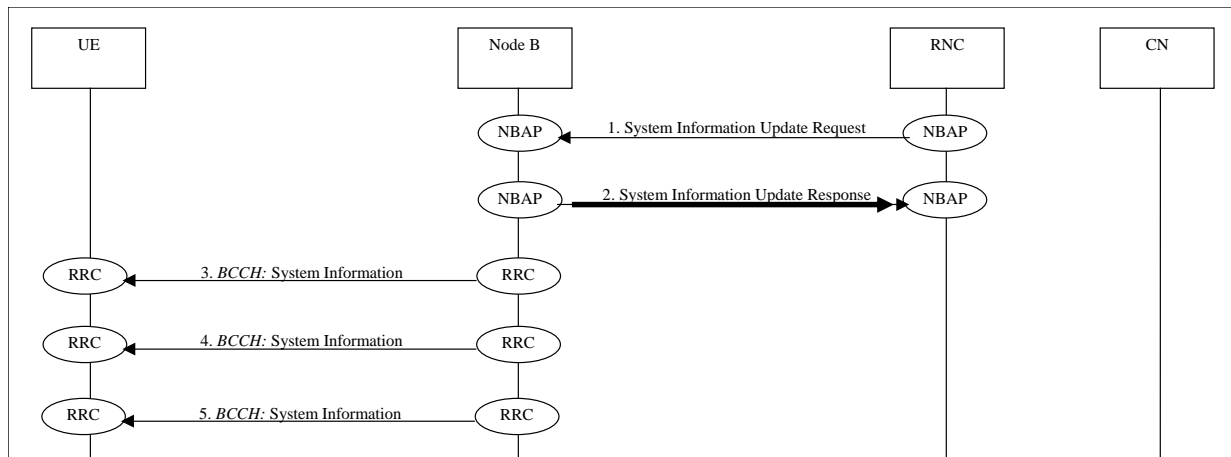 UE
Node B
RNC
CN
NBAP
1. System Information Update Request
NBAP
NBAP
2. System Information Update Response
NBAP
RRC
3. BCCH: System Information
RRC
RRC
4. BCCH: System Information
RRC
RRC
5. BCCH: System Information
RRC